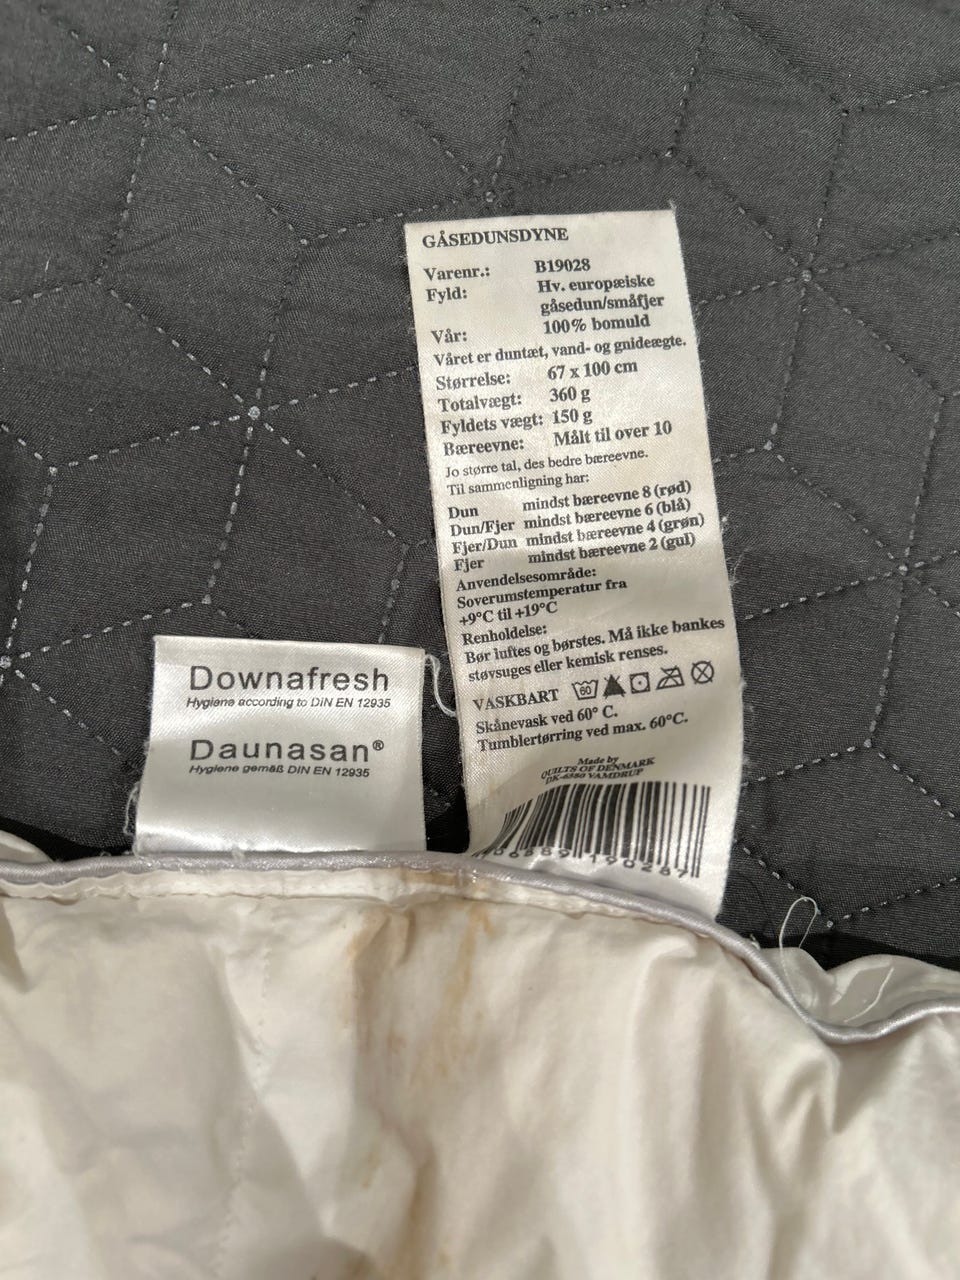 GÅSEDUNSDYNE
Varenr.: B19028
Fyld: Hv. europæiske
gåsedun/småfjer
Vår: 100% bomuld
Våret er duntæt, vand- og gnideægte.
Størrelse: 67 x 100 cm
Totalvægt: 360 g
Fyldets vægt: 150 g
Bæreevne: Målt til over 10
Jo større tal, des bedre bæreevne.
Til sammenligning har:
Dun mindst bæreevne 8 (rød)
Dun/Fjer mindst bæreevne 6 (blå)
Fjer/Dun mindst bæreevne 4 (grøn)
Fjer mindst bæreevne 2 (gul)
Anvendelsesområde:
Soverumstemperatur fra
+9°C til +19°C
Renholdelse:
Bør luftes og børstes. Må ikke bankes
støvsuges eller kemisk renses.
VASKBART 60
Skånevask ved 60° C.
Tumblertørring ved max. 60°C.
Made by
QUILTS OF DENMARK
DK-6580 VAMDRUP
Downafresh
Hygiene according to DIN EN 12935
Daunasan®
Hygiene gemäß DIN EN 12935